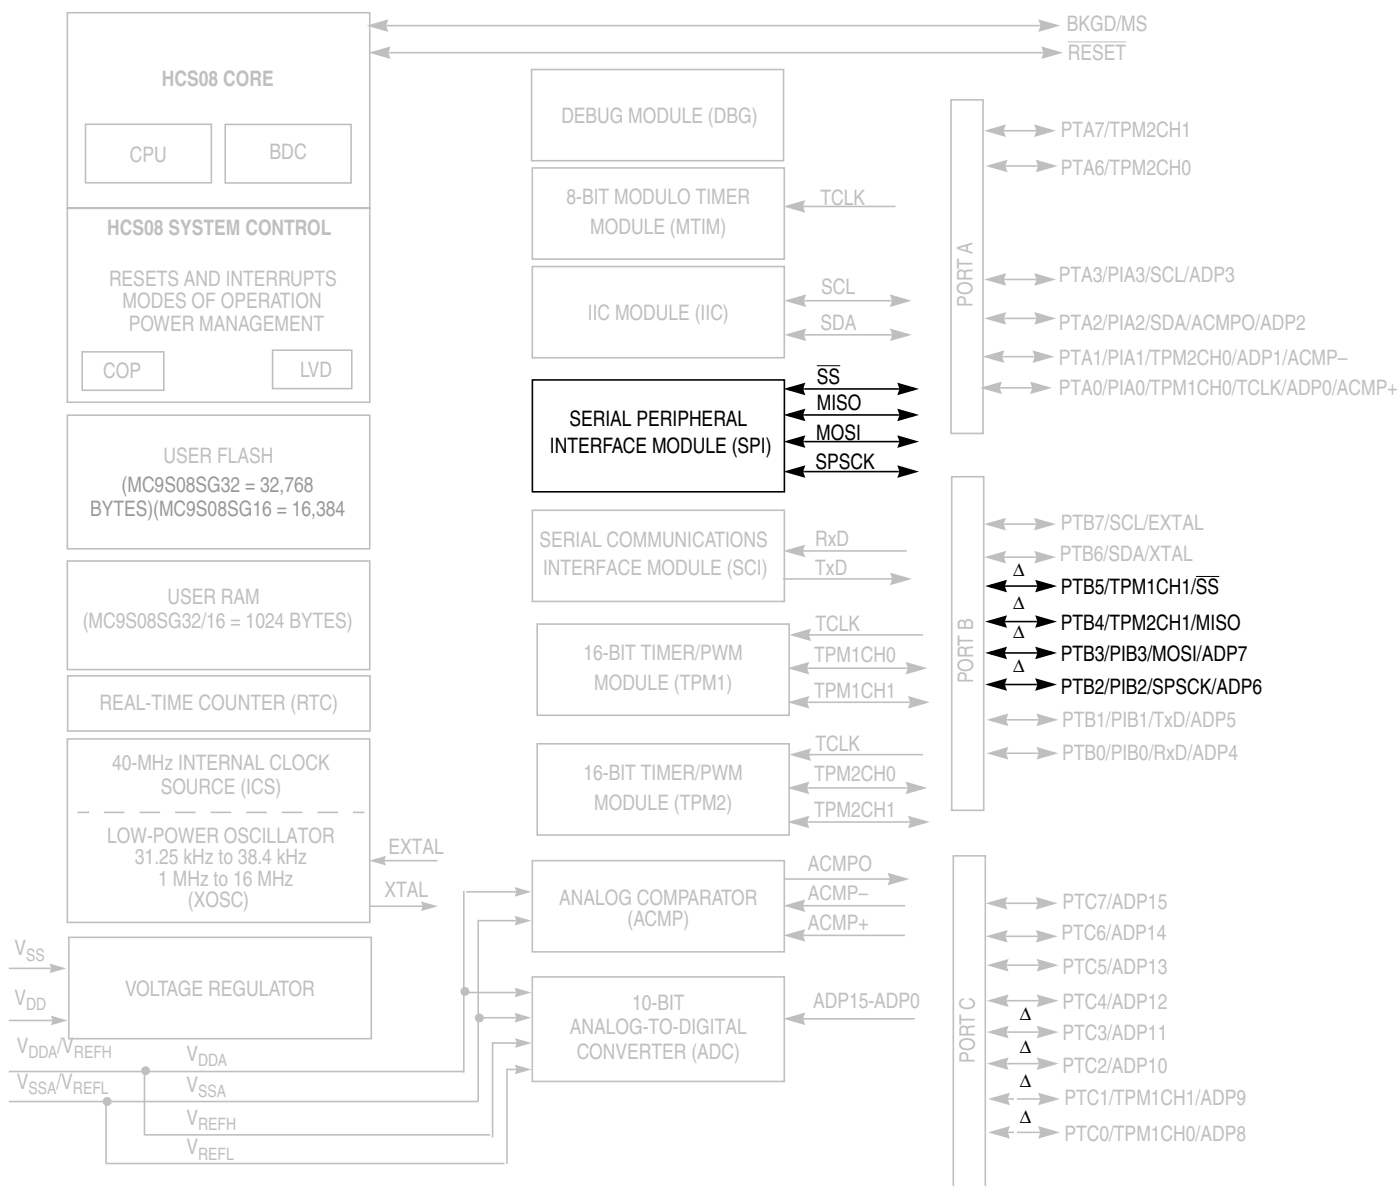 BKGD/MS
RESET
HCS08 CORE
CPU
BDC
HCS08 SYSTEM CONTROL
RESETS AND INTERRUPTS
MODES OF OPERATION
POWER MANAGEMENT
COP
LVD
USER FLASH
(MC9S08SG32 = 32,768
BYTES)(MC9S08SG16 = 16,384
USER RAM
(MC9S08SG32/16 = 1024 BYTES)
REAL-TIME COUNTER (RTC)
40-MHz INTERNAL CLOCK
SOURCE (ICS)
LOW-POWER OSCILLATOR
31.25 kHz to 38.4 kHz
1 MHz to 16 MHz
(XOSC)
EXTAL
XTAL
VSS
VDD
VOLTAGE REGULATOR
VDDA/VREFH
VSSA/VREFL
VDDA
VSSA
VREFH
VREFL
DEBUG MODULE (DBG)
8-BIT MODULO TIMER
MODULE (MTIM)
TCLK
IIC MODULE (IIC)
SCL
SDA
SERIAL PERIPHERAL
INTERFACE MODULE (SPI)
SS
MISO
MOSI
SPSCK
SERIAL COMMUNICATIONS
INTERFACE MODULE (SCI)
RxD
TxD
16-BIT TIMER/PWM
MODULE (TPM1)
TCLK
TPM1CH0
TPM1CH1
16-BIT TIMER/PWM
MODULE (TPM2)
TCLK
TPM2CH0
TPM2CH1
ANALOG COMPARATOR
(ACMP)
ACMPO
ACMP–
ACMP+
10-BIT
ANALOG-TO-DIGITAL
CONVERTER (ADC)
ADP15-ADP0
PORT A
PTA7/TPM2CH1
PTA6/TPM2CH0
PTA3/PIA3/SCL/ADP3
PTA2/PIA2/SDA/ACMPO/ADP2
PTA1/PIA1/TPM2CH0/ADP1/ACMP–
PTA0/PIA0/TPM1CH0/TCLK/ADP0/ACMP+
PORT B
PTB7/SCL/EXTAL
PTB6/SDA/XTAL
Δ PTB5/TPM1CH1/SS
Δ PTB4/TPM2CH1/MISO
Δ PTB3/PIB3/MOSI/ADP7
Δ PTB2/PIB2/SPSCK/ADP6
PTB1/PIB1/TxD/ADP5
PTB0/PIB0/RxD/ADP4
PORT C
PTC7/ADP15
PTC6/ADP14
PTC5/ADP13
PTC4/ADP12
Δ PTC3/ADP11
Δ PTC2/ADP10
Δ PTC1/TPM1CH1/ADP9
Δ PTC0/TPM1CH0/ADP8